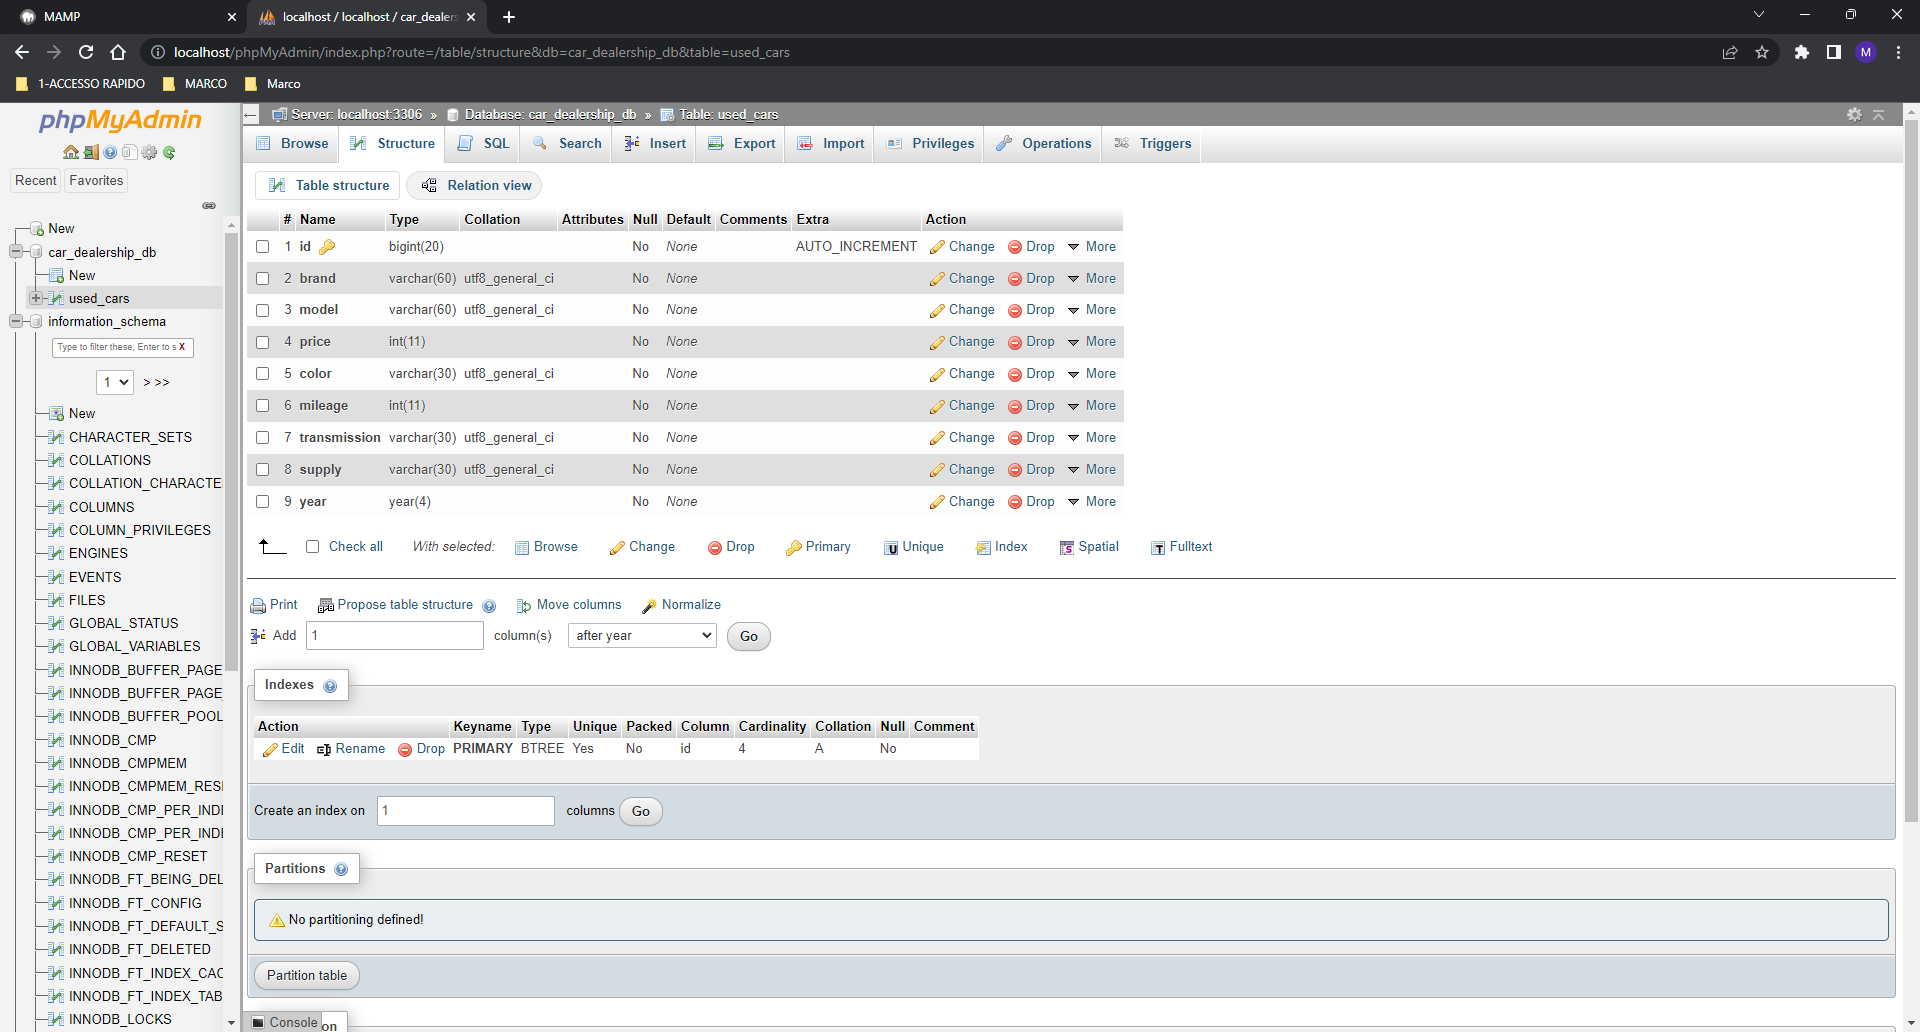 MAMP
localhost / localhost / car_dealers
localhost/phpMyAdmin/index.php?route=/table/structure&db=car_dealership_db&table=used_cars
M
1-ACCESSO RAPIDO MARCO Marco
phpMyAdmin
Recent Favorites
New
car_dealership_db
New
used_cars
information_schema
Type to filter these, Enter to s X
1 > >>
New
CHARACTER_SETS
COLLATIONS
COLLATION_CHARACTE
COLUMNS
COLUMN_PRIVILEGES
ENGINES
EVENTS
FILES
GLOBAL_STATUS
GLOBAL_VARIABLES
INNODB_BUFFER_PAGE
INNODB_BUFFER_PAGE
INNODB_BUFFER_POOL
INNODB_CMP
INNODB_CMPMEM
INNODB_CMPMEM_RES
INNODB_CMP_PER_INDI
INNODB_CMP_PER_INDI
INNODB_CMP_RESET
INNODB_FT_BEING_DEL
INNODB_FT_CONFIG
INNODB_FT_DEFAULT_S
INNODB_FT_DELETED
INNODB_FT_INDEX_CAC
INNODB_FT_INDEX_TAB
INNODB_LOCKS
Server: localhost:3306 » Database: car_dealership_db » Table: used_cars
Browse Structure SQL Search Insert Export Import Privileges Operations Triggers
Table structure Relation view
# Name Type Collation Attributes Null Default Comments Extra Action
1 id bigint(20) No None AUTO_INCREMENT Change Drop More
2 brand varchar(60) utf8_general_ci No None Change Drop More
3 model varchar(60) utf8_general_ci No None Change Drop More
4 price int(11) No None Change Drop More
5 color varchar(30) utf8_general_ci No None Change Drop More
6 mileage int(11) No None Change Drop More
7 transmission varchar(30) utf8_general_ci No None Change Drop More
8 supply varchar(30) utf8_general_ci No None Change Drop More
9 year year(4) No None Change Drop More
Check all With selected: Browse Change Drop Primary Unique Index Spatial Fulltext
Print Propose table structure Move columns Normalize
Add 1 column(s) after year Go
Indexes
Action Keyname Type Unique Packed Column Cardinality Collation Null Comment
Edit Rename Drop PRIMARY BTREE Yes No id 4 A No
Create an index on 1 columns Go
Partitions
No partitioning defined!
Partition table
Console on